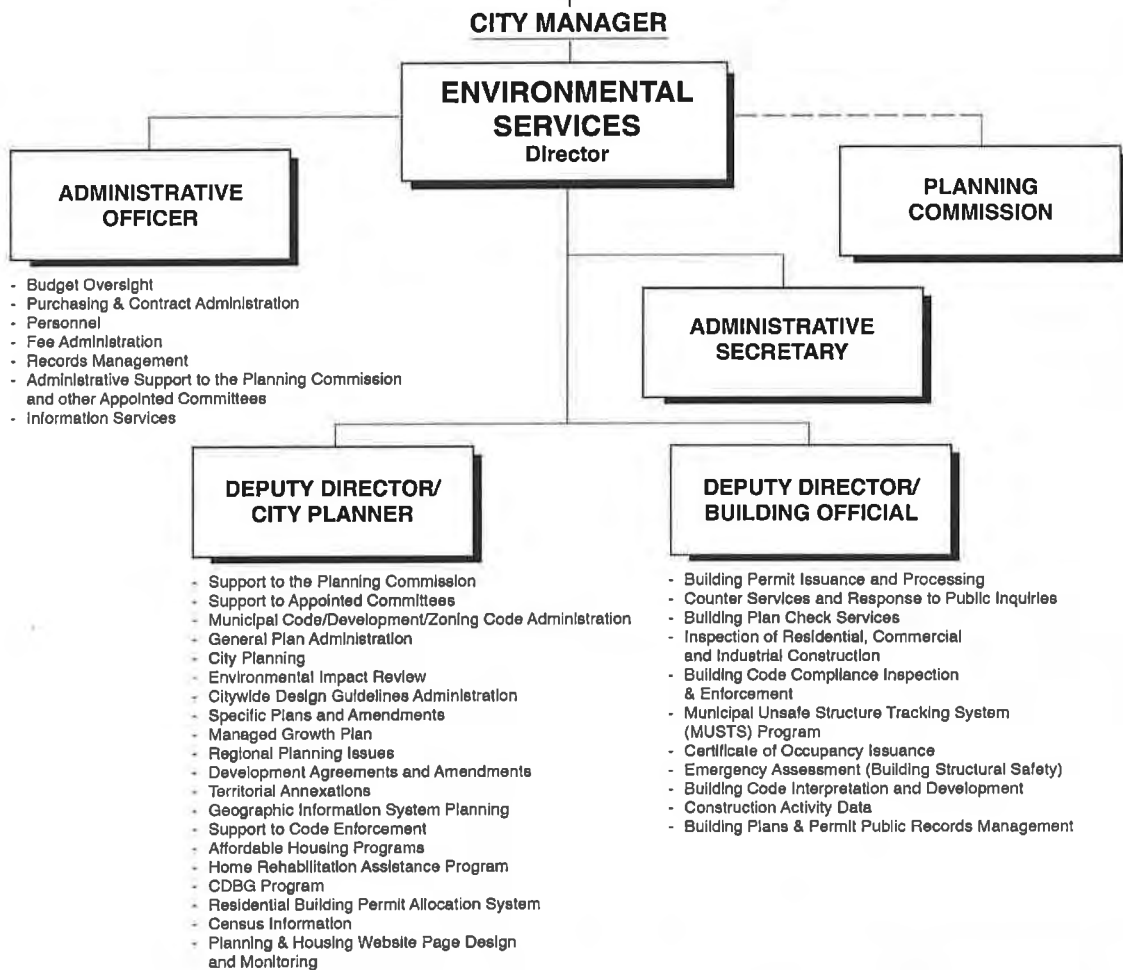 CITY MANAGER
ENVIRONMENTAL
SERVICES
Director
ADMINISTRATIVE
OFFICER
- Budget Oversight
- Purchasing & Contract Administration
- Personnel
- Fee Administration
- Records Management
- Administrative Support to the Planning Commission
and other Appointed Committees
- Information Services
PLANNING
COMMISSION
ADMINISTRATIVE
SECRETARY
DEPUTY DIRECTOR/
CITY PLANNER
- Support to the Planning Commission
- Support to Appointed Committees
- Municipal Code/Development/Zoning Code Administration
- General Plan Administration
- City Planning
- Environmental Impact Review
- Citywide Design Guidelines Administration
- Specific Plans and Amendments
- Managed Growth Plan
- Regional Planning Issues
- Development Agreements and Amendments
- Territorial Annexations
- Geographic Information System Planning
- Support to Code Enforcement
- Affordable Housing Programs
- Home Rehabilitation Assistance Program
- CDBG Program
- Residential Building Permit Allocation System
- Census Information
- Planning & Housing Website Page Design
and Monitoring
DEPUTY DIRECTOR/
BUILDING OFFICIAL
- Building Permit Issuance and Processing
- Counter Services and Response to Public Inquiries
- Building Plan Check Services
- Inspection of Residential, Commercial
and Industrial Construction
- Building Code Compliance Inspection
& Enforcement
- Municipal Unsafe Structure Tracking System
(MUSTS) Program
- Certificate of Occupancy Issuance
- Emergency Assessment (Building Structural Safety)
- Building Code Interpretation and Development
- Construction Activity Data
- Building Plans & Permit Public Records Management